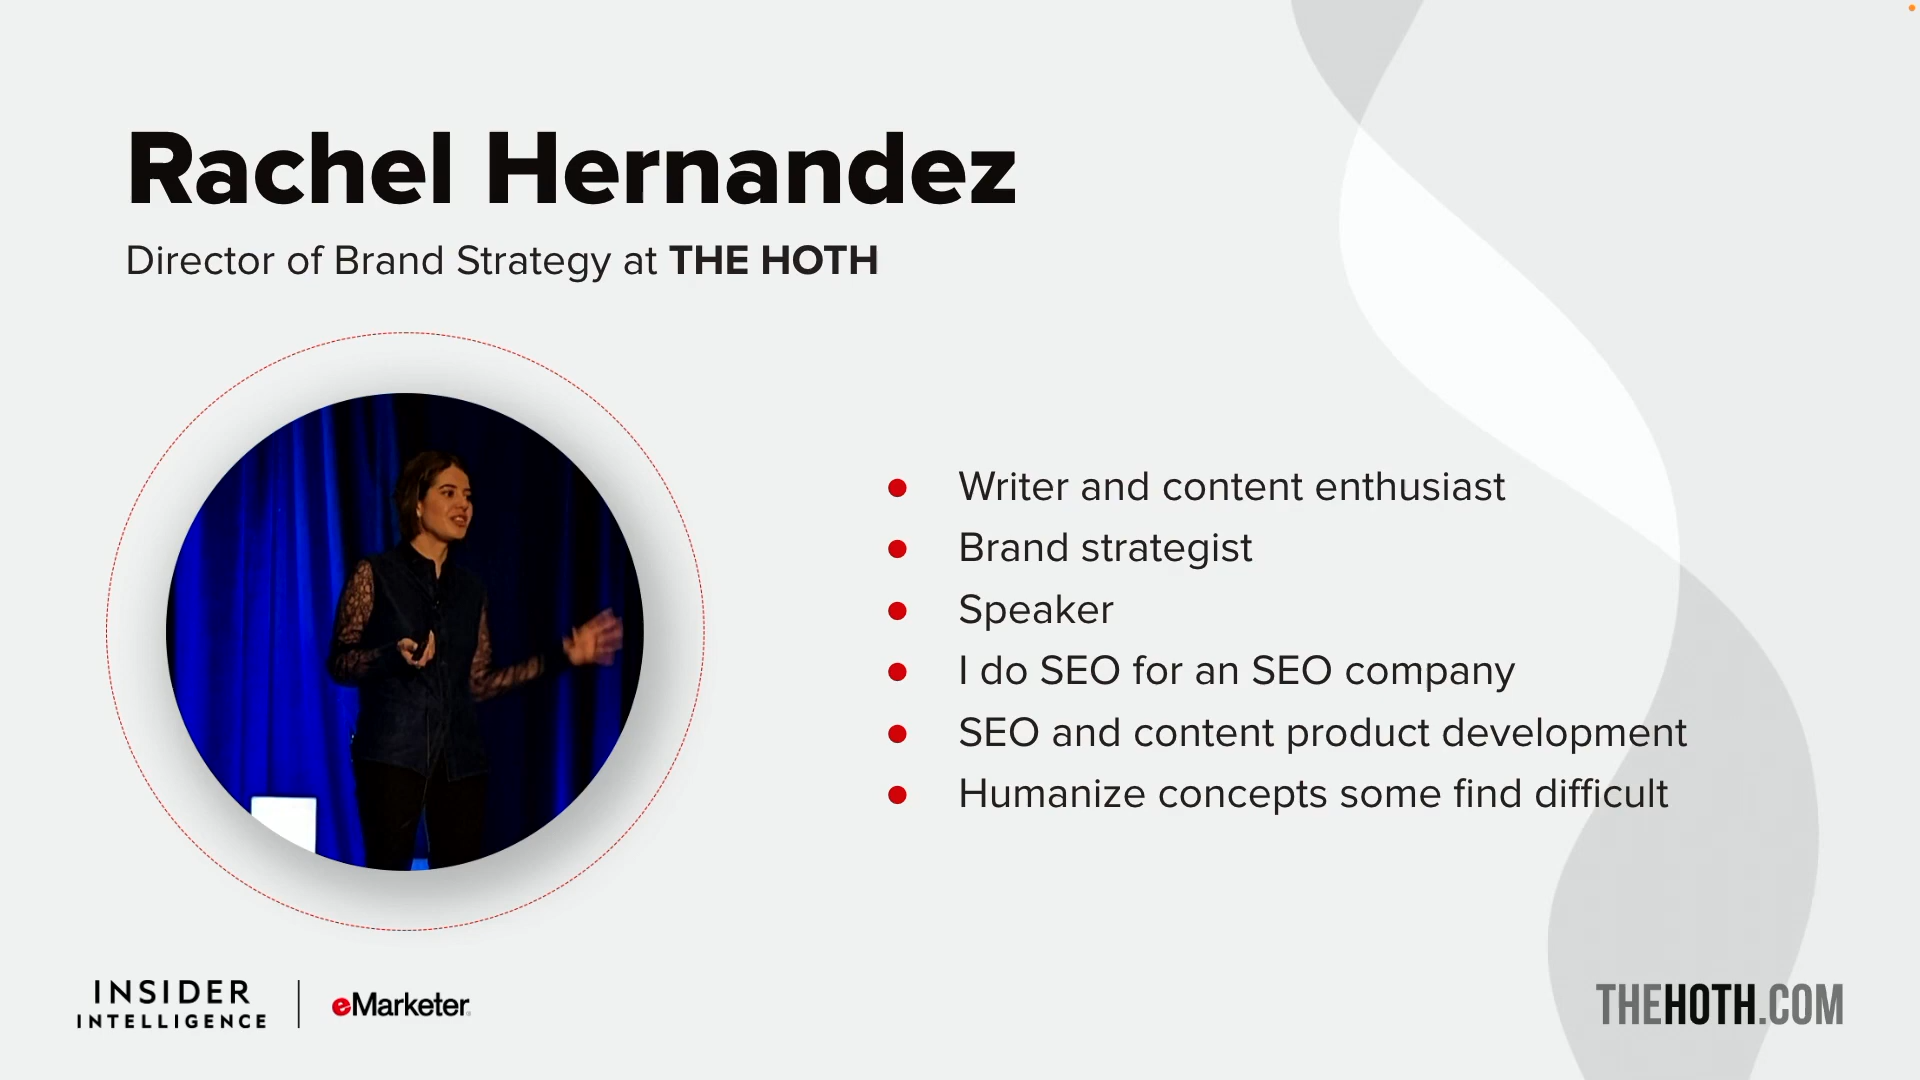 Rachel Hernandez
Director of Brand Strategy at THE HOTH
● Writer and content enthusiast
● Brand strategist
● Speaker
● I do SEO for an SEO company
● SEO and content product development
● Humanize concepts some find difficult
INSIDER
INTELLIGENCE
eMarketer
THEHOTH.COM